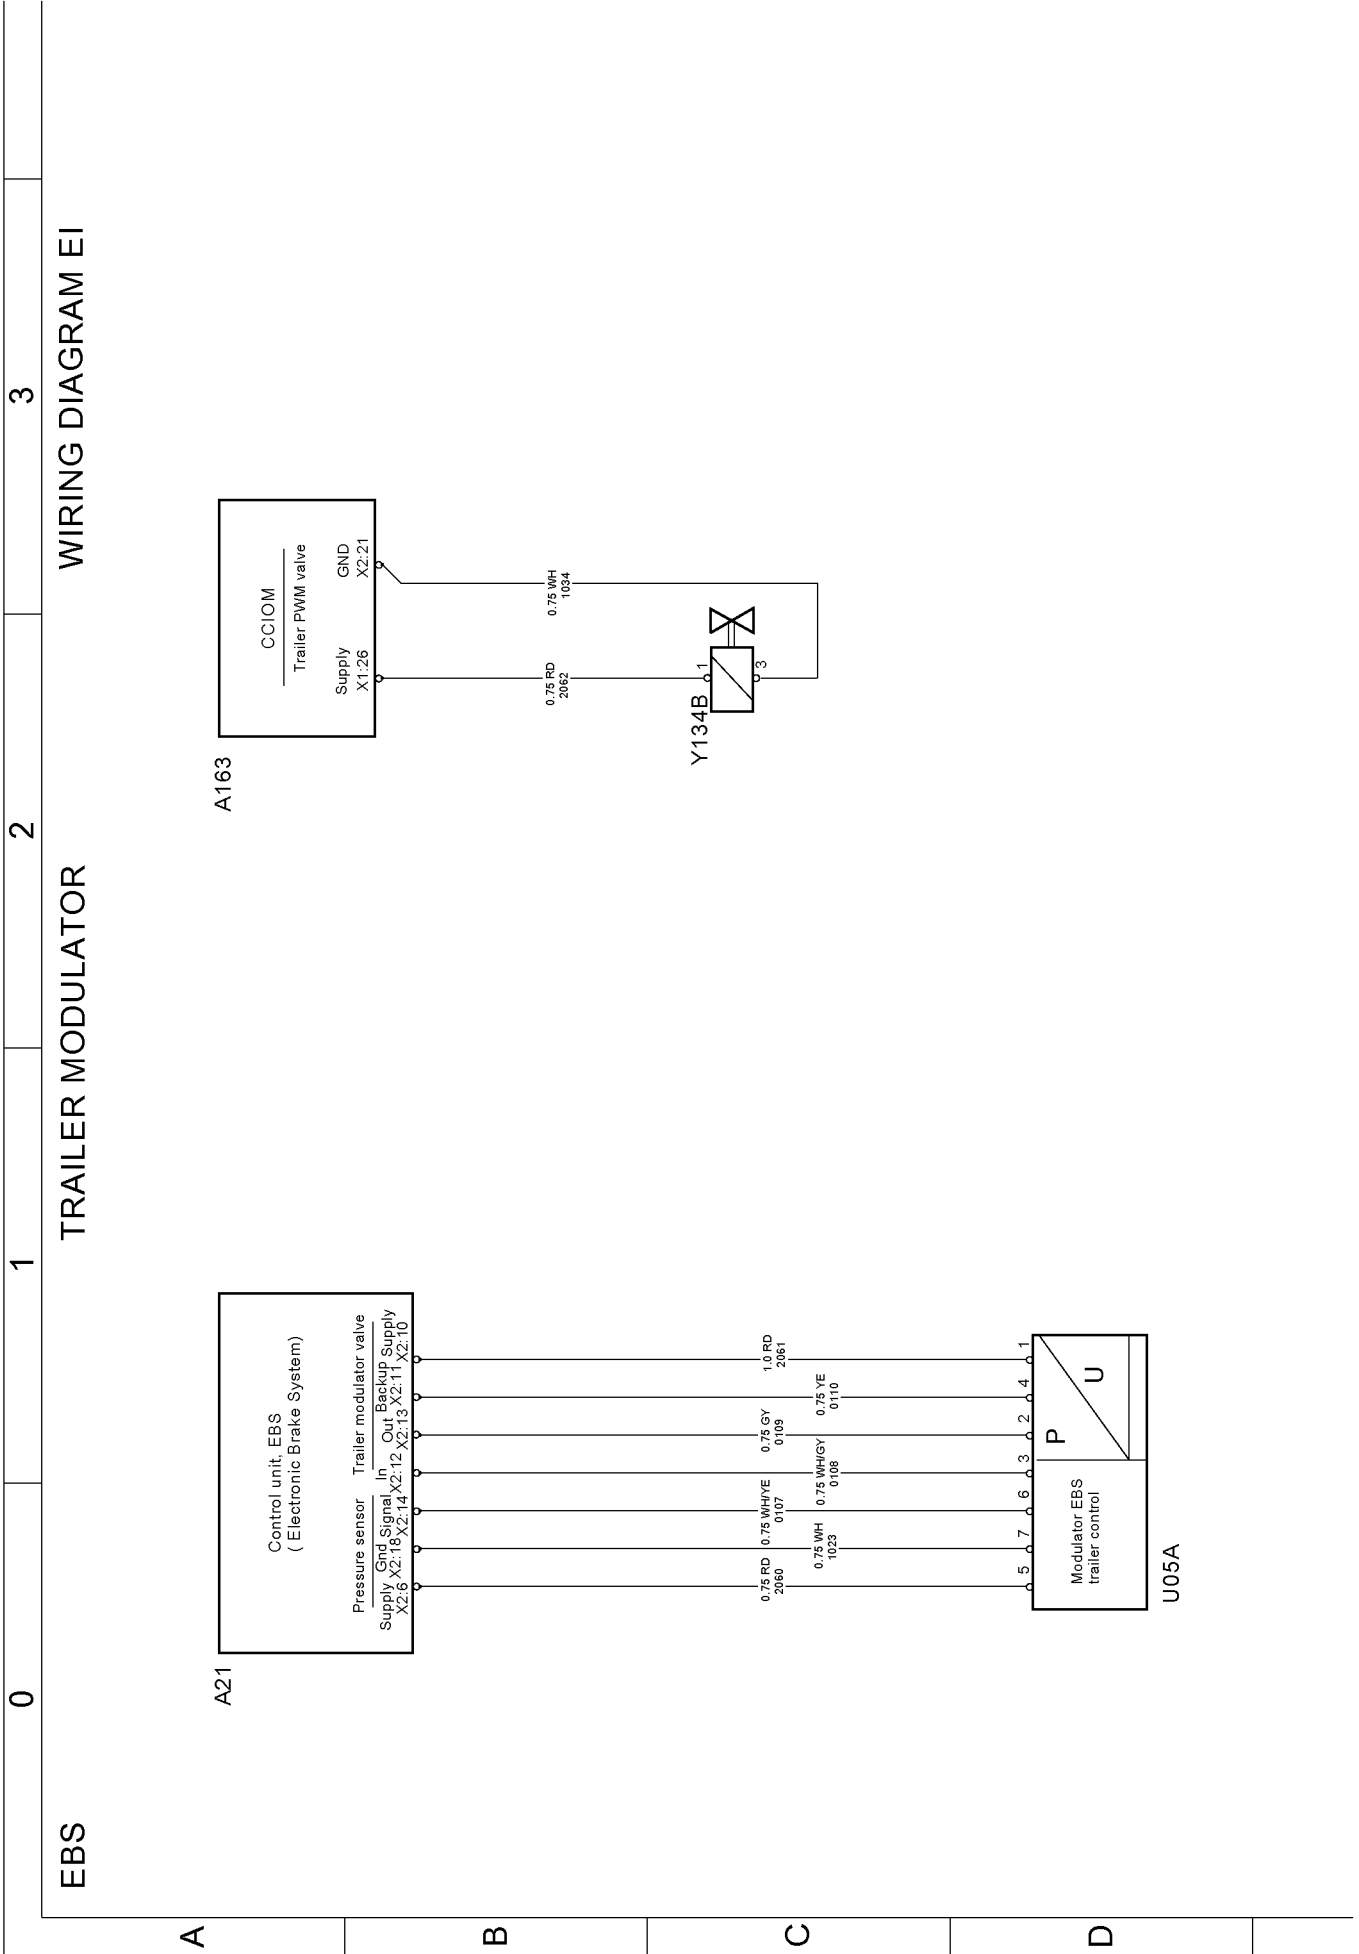 0
1
2
3
EBS
TRAILER MODULATOR
WIRING DIAGRAM EI
A
B
C
D
A21
Control unit, EBS
( Electronic Brake System)
Pressure sensor
Trailer modulator valve
Supply Gnd Signal In Out Backup Supply
X2:6 X2:18 X2:14 X2:12 X2:13 X2:11 X2:10
0.75 RD
2060
0.75 WH
1023
0.75 WH/YE
0107
0.75 WH/GY
0108
0.75 GY
0109
0.75 YE
0110
1.0 RD
2061
5 7 6 3 2 4 1
Modulator EBS
trailer control
P
U
U05A
A163
CCIOM
Trailer PWM valve
Supply GND
X1:26 X2:21
0.75 RD
2062
0.75 WH
1034
Y134B
1
3